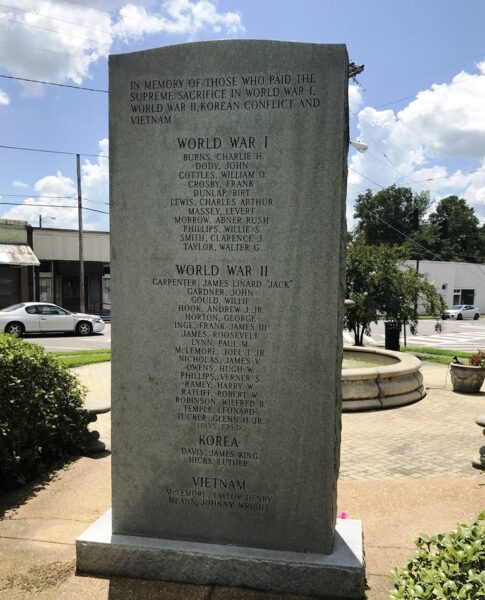 IN MEMORY OF THOSE WHO PAID THE
SUPREME SACRIFICE IN WORLD WAR I,
WORLD WAR II, KOREAN CONFLICT AND
VIETNAM
WORLD WAR I
BURNS, CHARLIE H.
DODY, JOHN
COTTLES, WILLIAM O.
CROSBY, FRANK
DUNLAP, BIRT
LEWIS, CHARLES ARTHUR
MASSEY, LEVERT
MORROW, ABNER RUSH
PHILLIPS, WILLIE S.
SMITH, CLARENCE J.
TAYLOR, WALTER G.
WORLD WAR II
CARPENTER, JAMES LINARD "JACK"
GARDNER, JOHN
GOULD, WILLIE
HOOK, ANDREW J. JR.
HORTON, GEORGE
INGE, FRANK JAMES III
JAMES, ROOSEVELT
LYNN, PAUL M.
McLEMORE, JOEL T. JR.
NICHOLAS, JAMES V.
OWENS, HUGH W.
PHILLIPS, VERNER S.
RAMEY, HARRY W.
RATLIFF, ROBERT W.
ROBINSON, WILFRED B.
TEMPLE, LEONARD
TUCKER, GLENN H. JR.
HAYS,
KOREA
DAVIS, JAMES KING
HICKS, LUTHER
VIETNAM
McLEMORE, TAYLOR HENRY
MEANS, JOHNNY WRIGHT